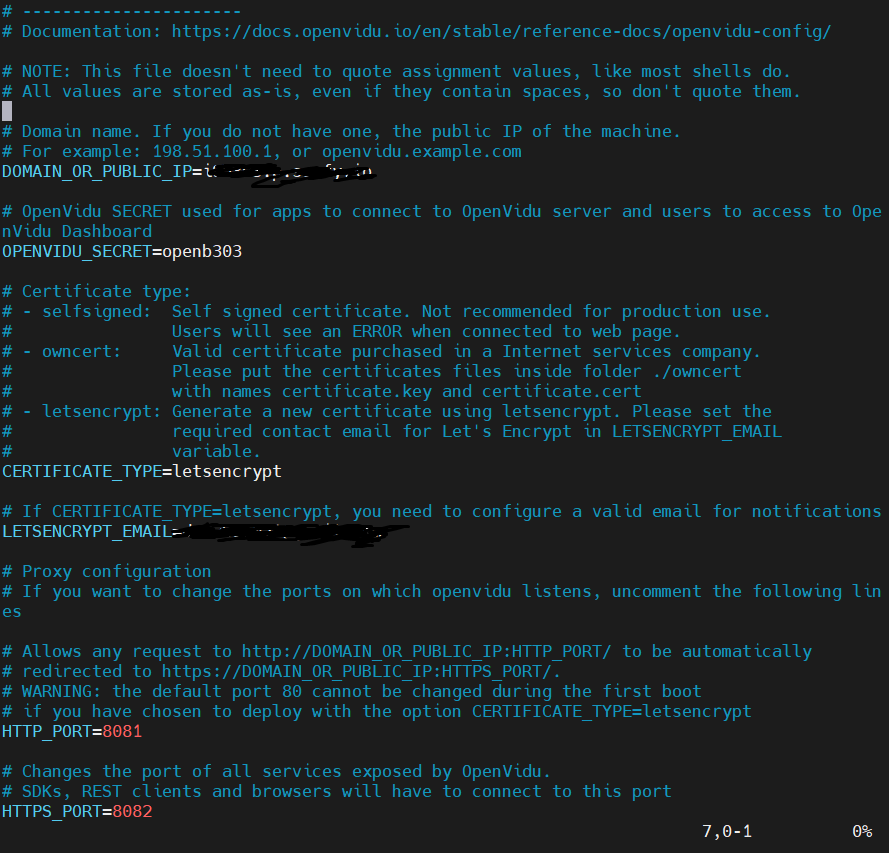 # ----------------------
# Documentation: https://docs.openvidu.io/en/stable/reference-docs/openvidu-config/
# NOTE: This file doesn't need to quote assignment values, like most shells do.
# All values are stored as-is, even if they contain spaces, so don't quote them.
# Domain name. If you do not have one, the public IP of the machine.
# For example: 198.51.100.1, or openvidu.example.com
DOMAIN_OR_PUBLIC_IP=
# OpenVidu SECRET used for apps to connect to OpenVidu server and users to access to Ope
nVidu Dashboard
OPENVIDU_SECRET=openb303
# Certificate type:
# - selfsigned:  Self signed certificate. Not recommended for production use.
#                Users will see an ERROR when connected to web page.
# - owncert:     Valid certificate purchased in a Internet services company.
#                Please put the certificates files inside folder ./owncert
#                with names certificate.key and certificate.cert
# - letsencrypt: Generate a new certificate using letsencrypt. Please set the
#                required contact email for Let's Encrypt in LETSENCRYPT_EMAIL
#                variable.
CERTIFICATE_TYPE=letsencrypt
# If CERTIFICATE_TYPE=letsencrypt, you need to configure a valid email for notifications
LETSENCRYPT_EMAIL=
# Proxy configuration
# If you want to change the ports on which openvidu listens, uncomment the following lin
es
# Allows any request to http://DOMAIN_OR_PUBLIC_IP:HTTP_PORT/ to be automatically
# redirected to https://DOMAIN_OR_PUBLIC_IP:HTTPS_PORT/.
# WARNING: the default port 80 cannot be changed during the first boot
# if you have chosen to deploy with the option CERTIFICATE_TYPE=letsencrypt
HTTP_PORT=8081
# Changes the port of all services exposed by OpenVidu.
# SDKs, REST clients and browsers will have to connect to this port
HTTPS_PORT=8082
7,0-1 0%